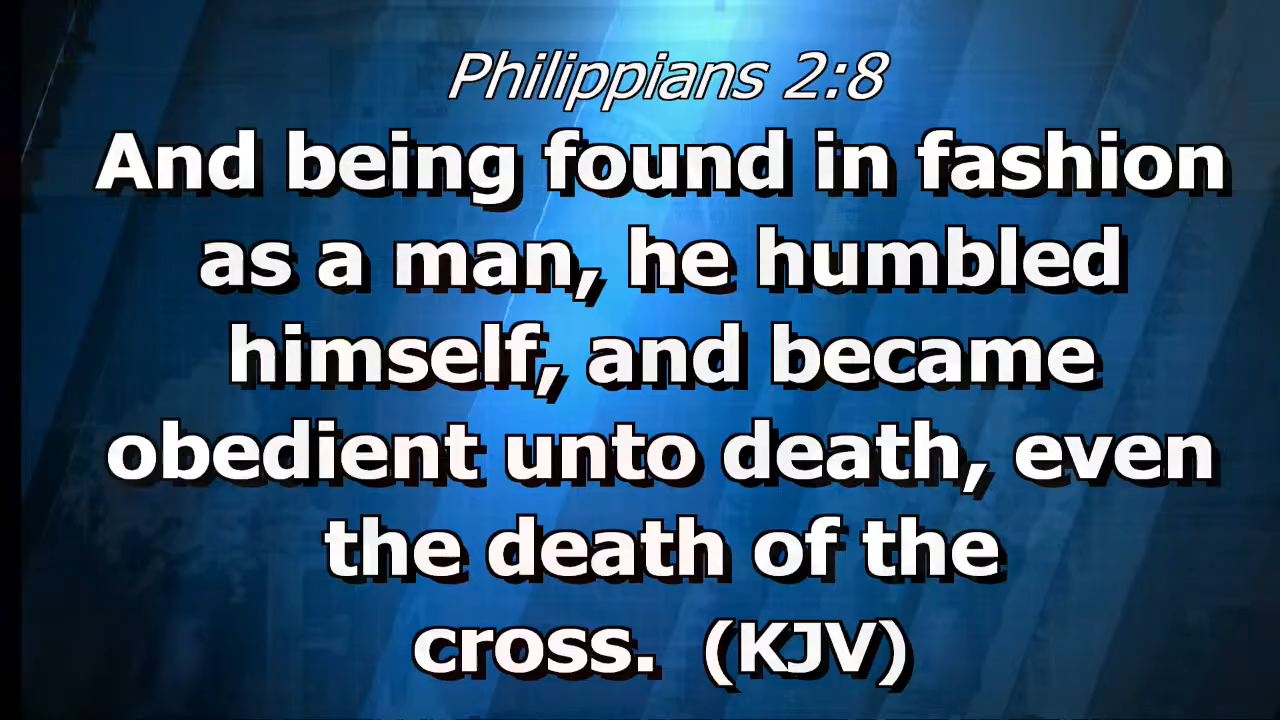 Philippians 2:8
And being found in fashion
as a man, he humbled
himself, and became
obedient unto death, even
the death of the
cross. (KJV)